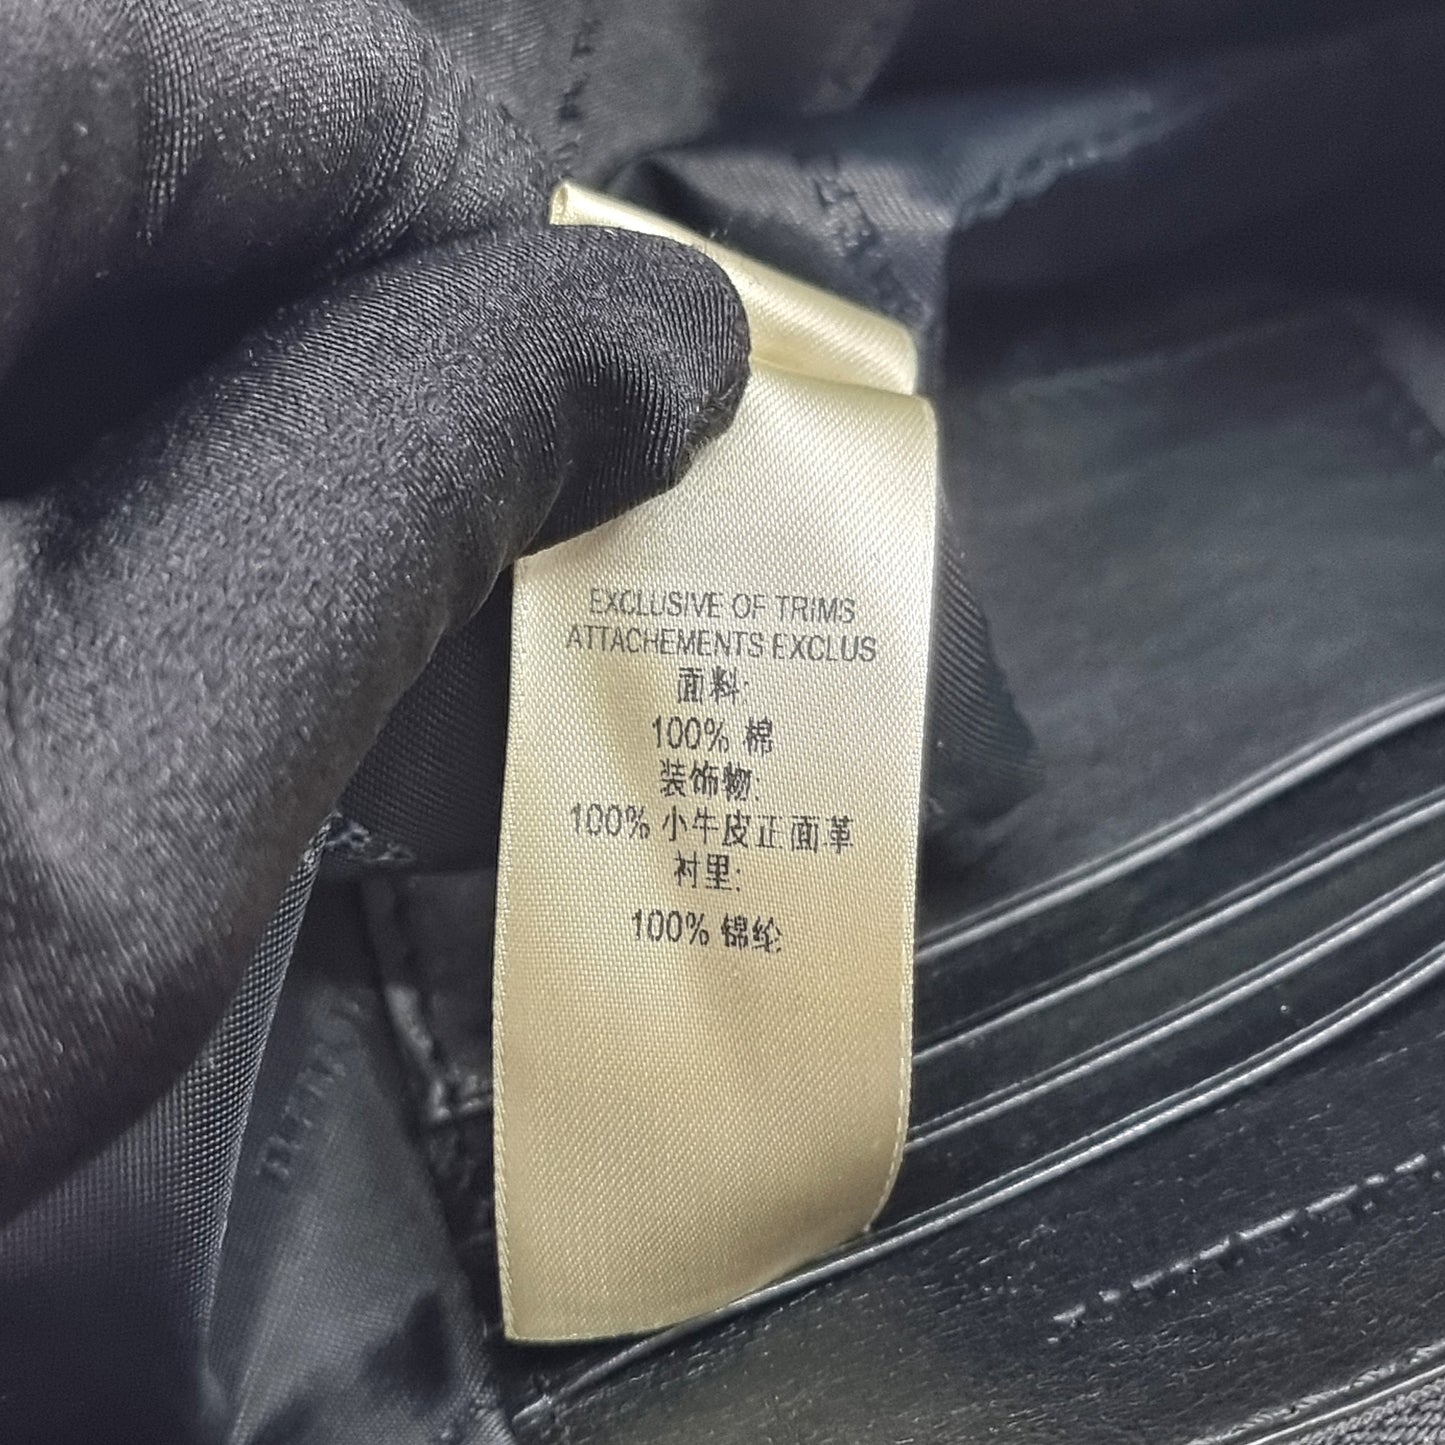 EXCLUSIVE OF TRIMS
ATTACHEMENTS EXCLUS
面料:
100% 棉
装饰物:
100% 小牛皮正面革
衬里:
100% 锦纶